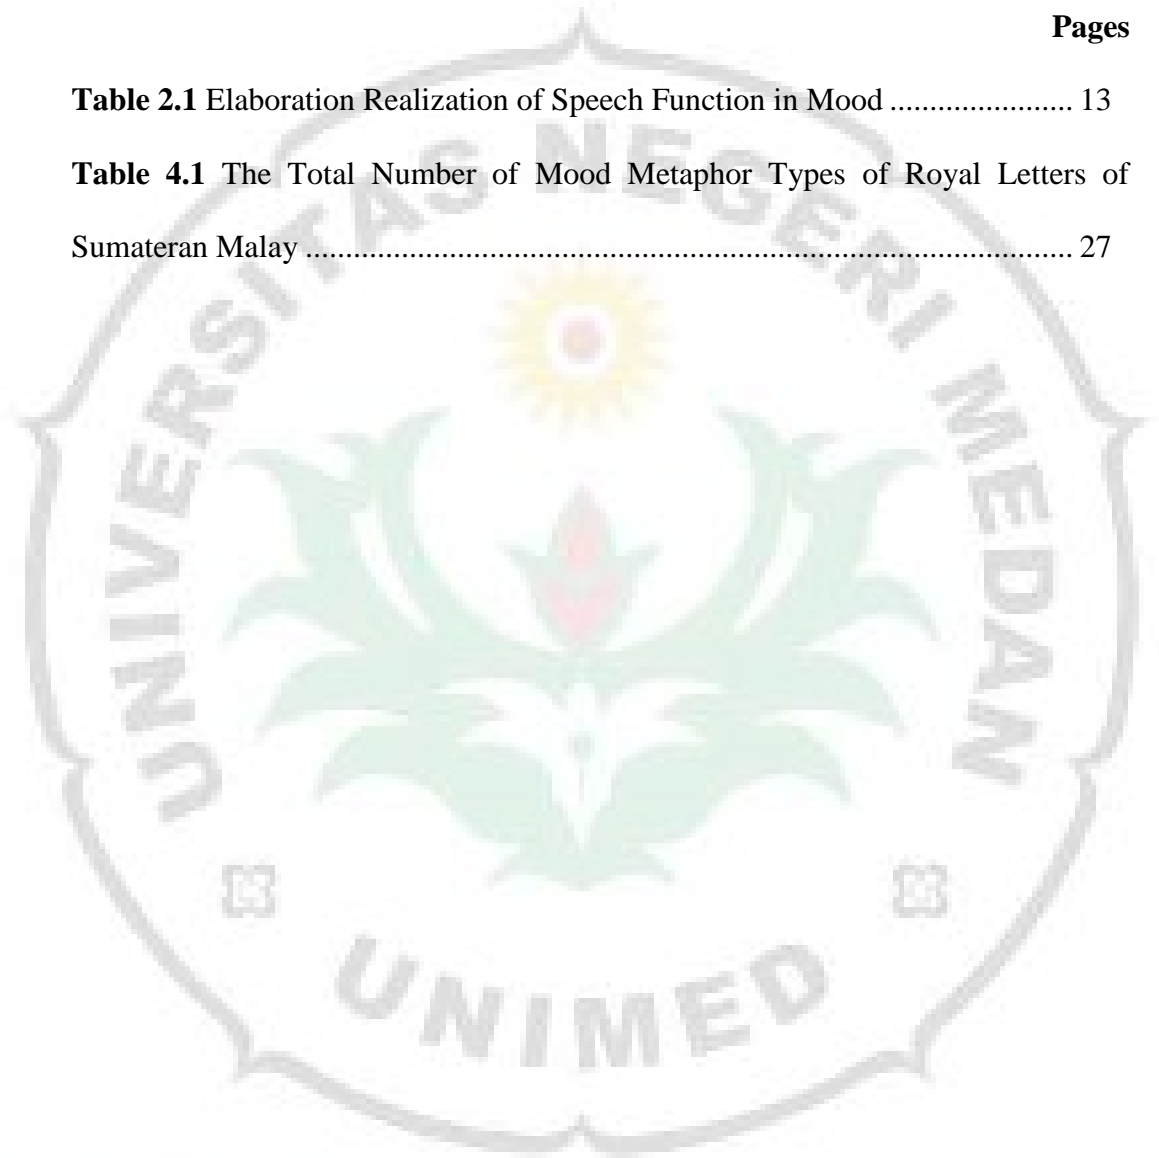 Pages
Table 2.1 Elaboration Realization of Speech Function in Mood ....................... 13
Table 4.1 The Total Number of Mood Metaphor Types of Royal Letters of
Sumateran Malay ................................................................................................ 27
UNIVERSITAS NEGERI MEDAN
UNIMED